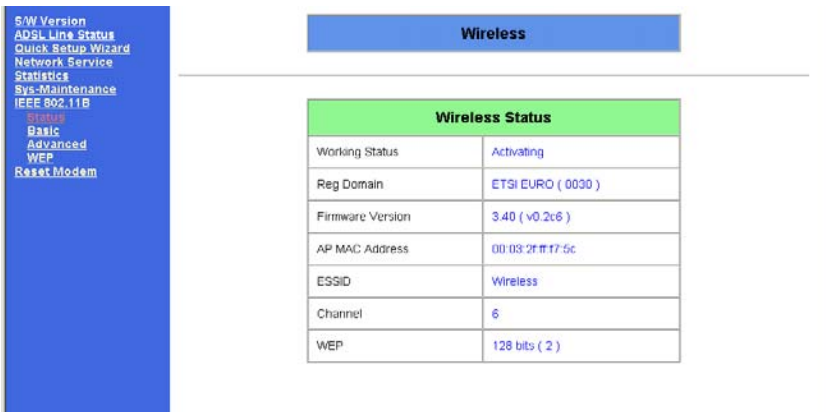 S/W Version
ADSL Line Status
Quick Setup Wizard
Network Service
Statistics
Sys-Maintenance
IEEE 802.11B
Status
Basic
Advanced
WEP
Reset Modem
Wireless
Wireless Status
Working Status Activating
Reg Domain ETSI EURO ( 0030 )
Firmware Version 3.40 ( v0.2c6 )
AP MAC Address 00:03:2f:ff:f7:5c
ESSID Wireless
Channel 6
WEP 128 bits ( 2 )